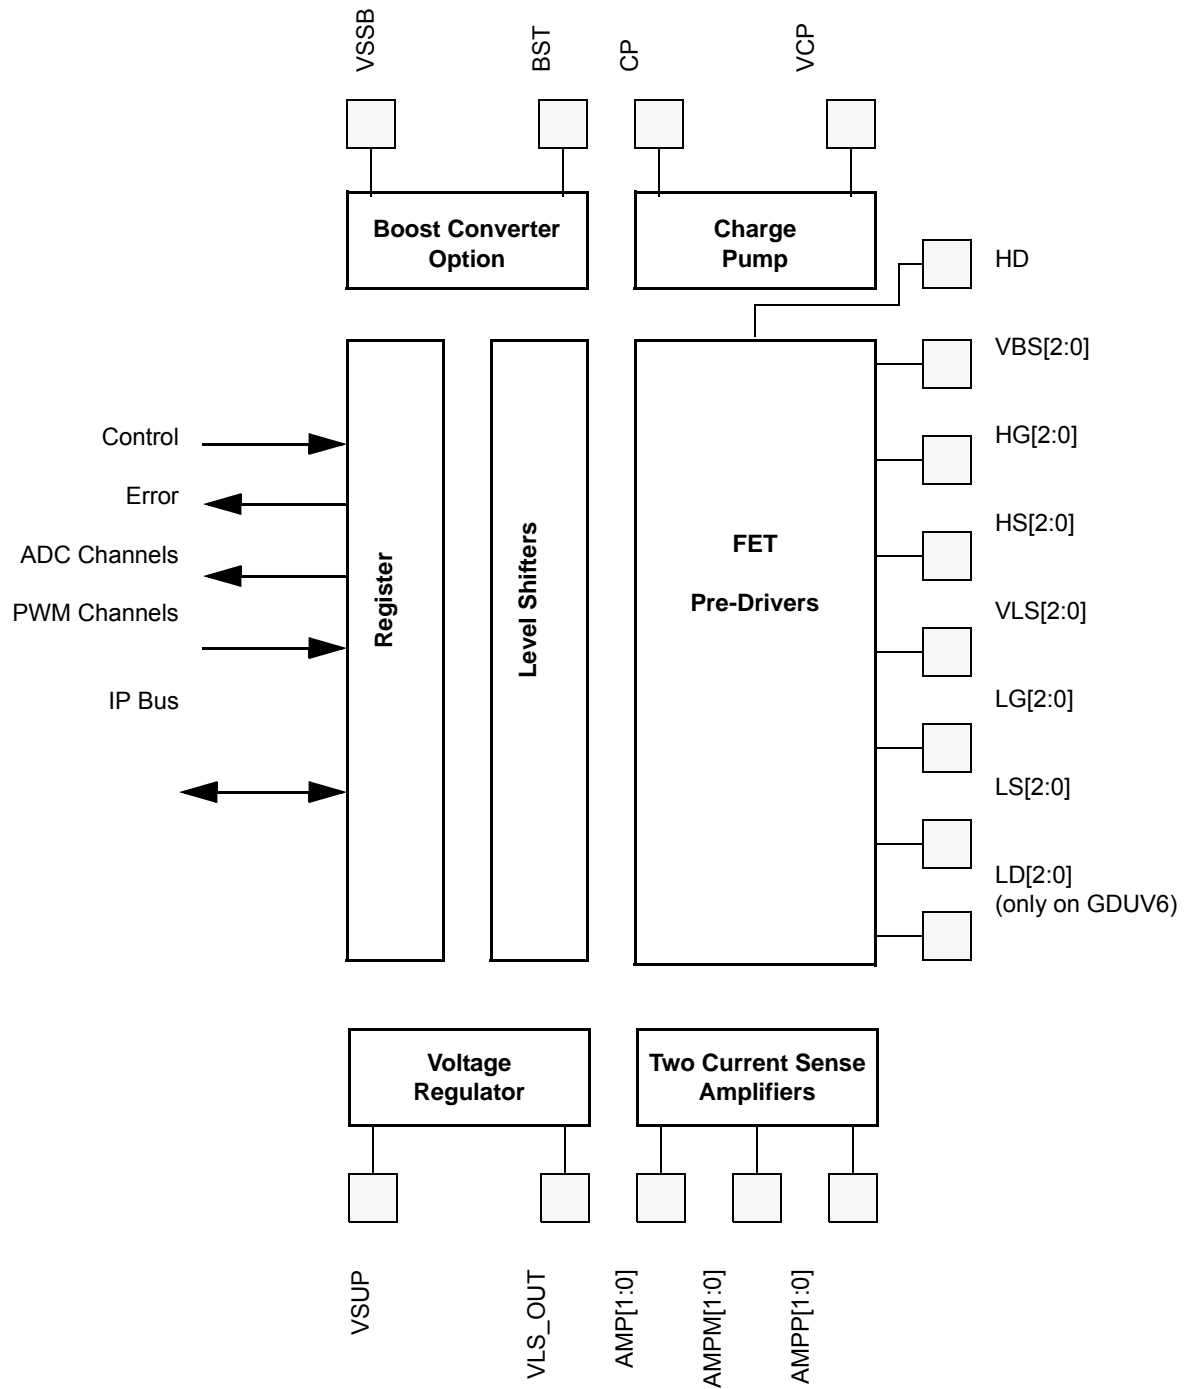 VSSB
BST
CP
VCP
Boost Converter
Option
Charge
Pump
HD
VBS[2:0]
Control
HG[2:0]
Error
HS[2:0]
ADC Channels
PWM Channels
IP Bus
Register
Level Shifters
FET
Pre-Drivers
VLS[2:0]
LG[2:0]
LS[2:0]
LD[2:0]
(only on GDUV6)
Voltage
Regulator
Two Current Sense
Amplifiers
VSUP
VLS_OUT
AMP[1:0]
AMPM[1:0]
AMPP[1:0]